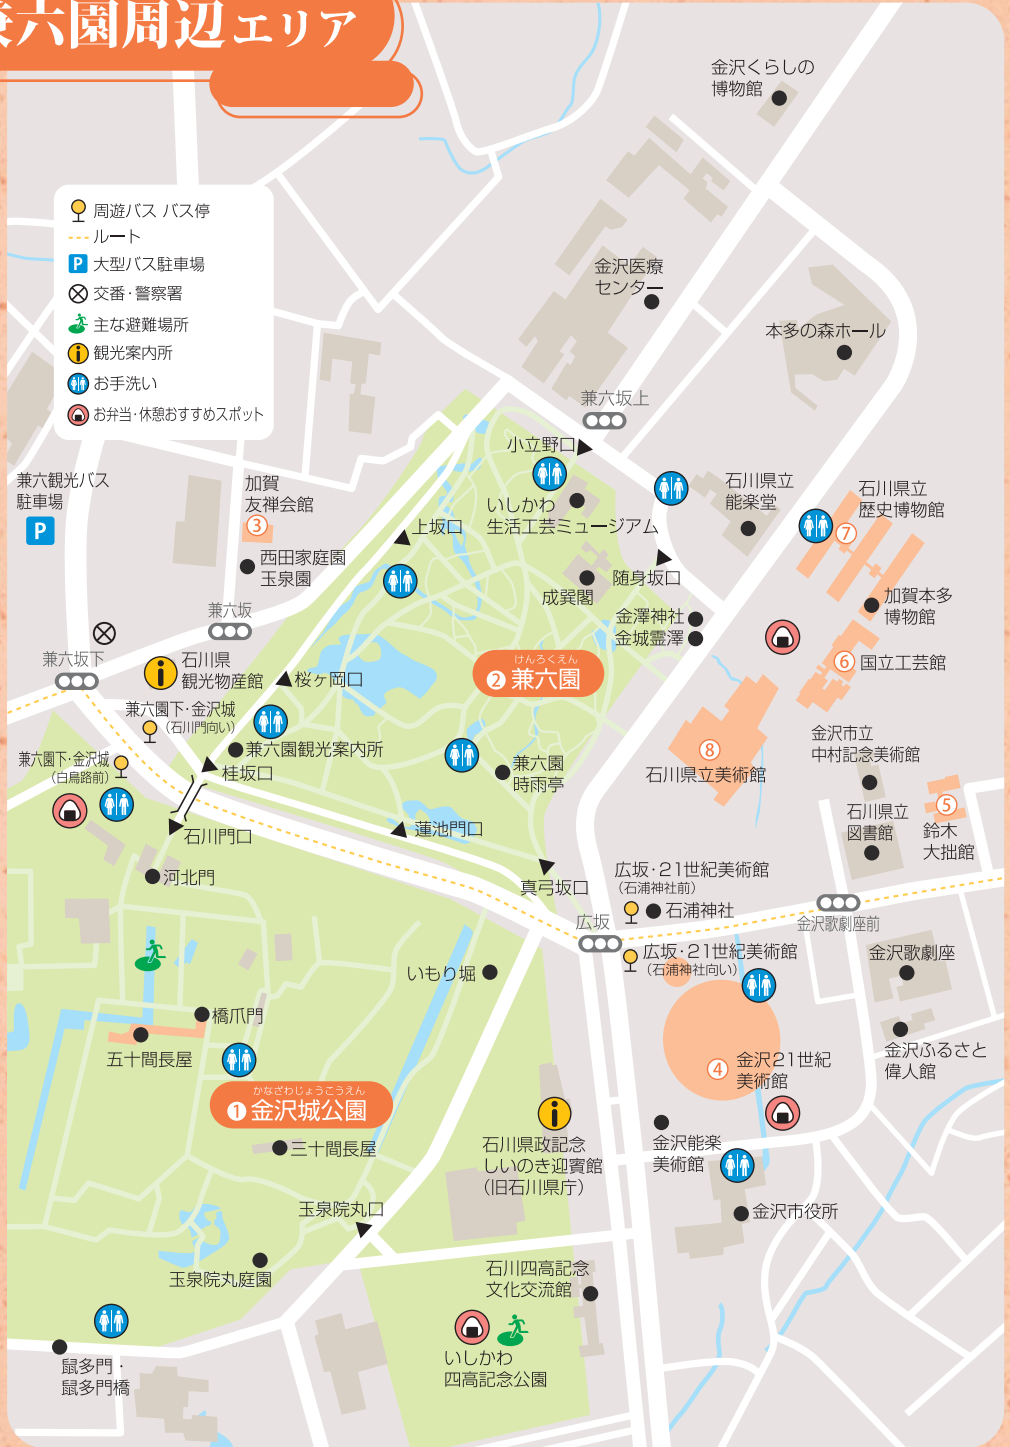 兼六園周辺エリア
周遊バス バス停
ルート
P 大型バス駐車場
交番・警察署
主な避難場所
観光案内所
お手洗い
お弁当・休憩おすすめスポット
金沢くらしの
博物館
金沢医療
センター
本多の森ホール
兼六坂上
小立野口
いしかわ
生活工芸ミュージアム
石川県立
能楽堂
石川県立
歴史博物館
7
兼六観光バス
駐車場
P
加賀
友禅会館
3
西田家庭園
玉泉園
上坂口
成巽閣
随身坂口
金澤神社
金城霊澤
加賀本多
博物館
兼六坂
兼六坂下
石川県
観光物産館
桜ヶ岡口
けんろくえん
2 兼六園
6 国立工芸館
兼六園下・金沢城
(石川門向い)
兼六園観光案内所
兼六園下・金沢城
(白鳥路前)
桂坂口
兼六園
時雨亭
8
石川県立美術館
金沢市立
中村記念美術館
石川県立
図書館
5
鈴木
大拙館
石川門口
蓮池門口
真弓坂口
河北門
広坂・21世紀美術館
(石浦神社前)
石浦神社
広坂
金沢歌劇座前
広坂・21世紀美術館
(石浦神社向い)
金沢歌劇座
いもり堀
橋爪門
五十間長屋
かなざわじょうこうえん
1 金沢城公園
4
金沢21世紀
美術館
金沢ふるさと
偉人館
三十間長屋
石川県政記念
しいのき迎賓館
(旧石川県庁)
金沢能楽
美術館
金沢市役所
玉泉院丸口
玉泉院丸庭園
石川四高記念
文化交流館
いしかわ
四高記念公園
鼠多門・
鼠多門橋